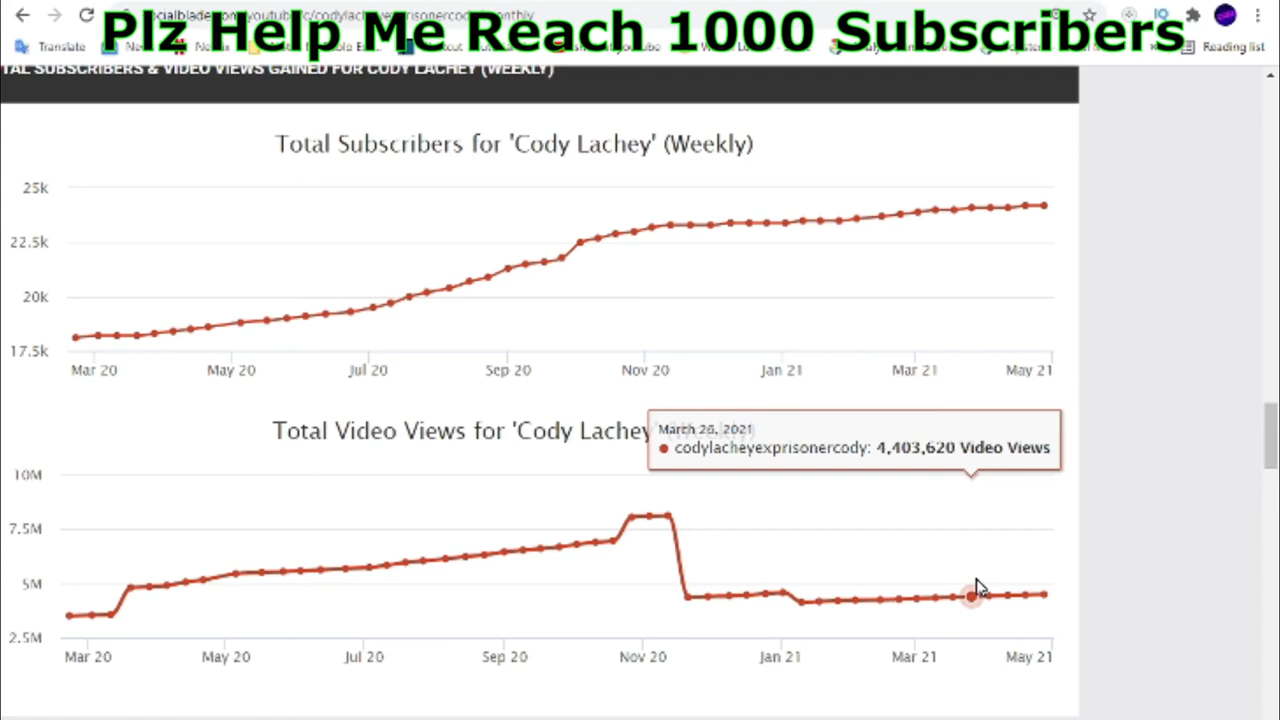 Plz Help Me Reach 1000 Subscribers
Translate
Reading list
TAL SUBSCRIBERS & VIDEO VIEWS GAINED FOR CODY LACHEY (WEEKLY)
Total Subscribers for 'Cody Lachey' (Weekly)
25k
22.5k
20k
17.5k
Mar 20 May 20 Jul 20 Sep 20 Nov 20 Jan 21 Mar 21 May 21
Total Video Views for 'Cody Lachey' (Weekly)
March 26, 2021
codylacheyexprisonercody: 4,403,620 Video Views
10M
7.5M
5M
2.5M
Mar 20 May 20 Jul 20 Sep 20 Nov 20 Jan 21 Mar 21 May 21